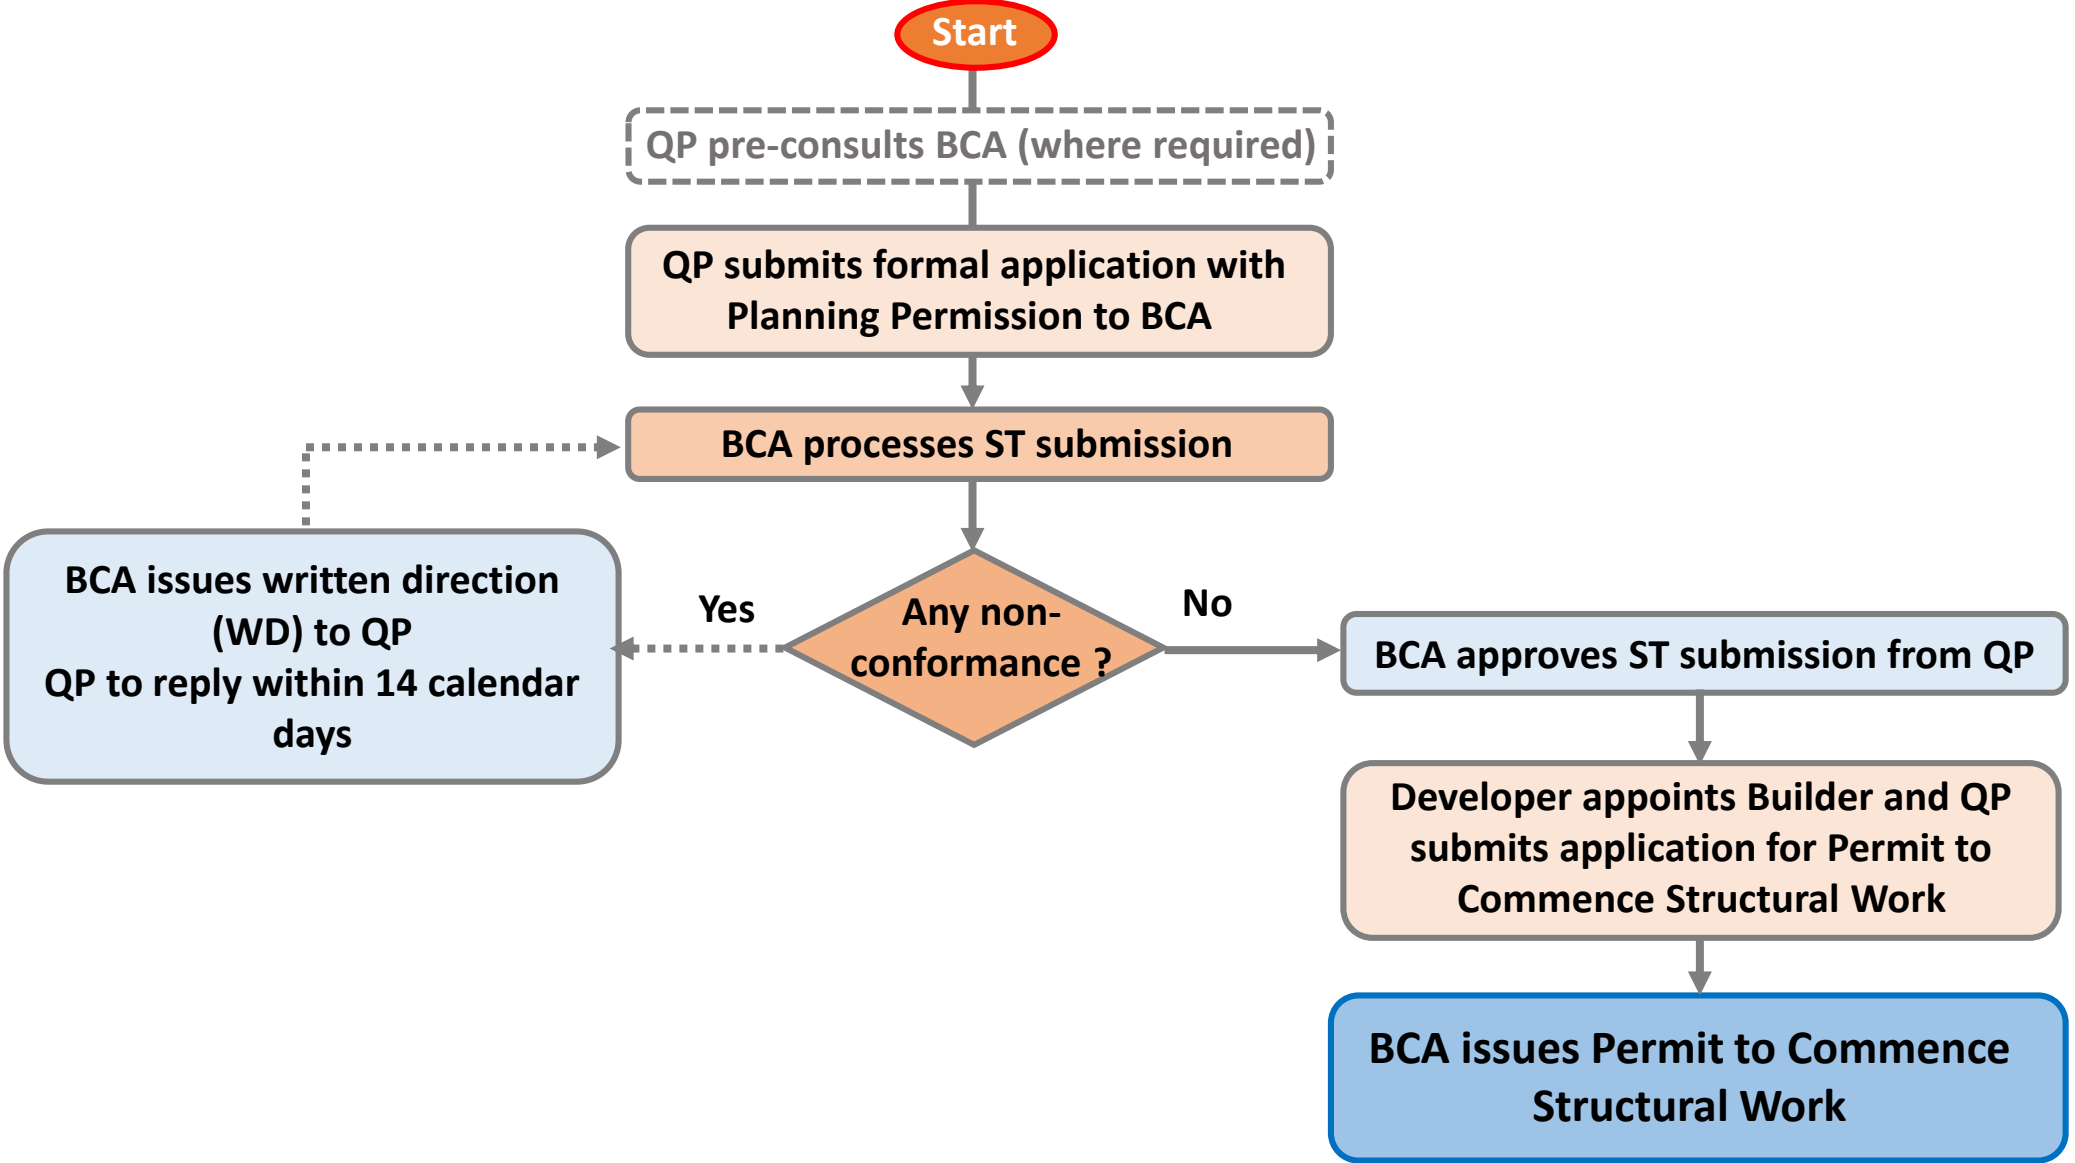 Start
QP pre-consults BCA (where required)
QP submits formal application with
Planning Permission to BCA
BCA processes ST submission
BCA issues written direction
(WD) to QP
QP to reply within 14 calendar
days
Yes
Any non-
conformance ?
No
BCA approves ST submission from QP
Developer appoints Builder and QP
submits application for Permit to
Commence Structural Work
BCA issues Permit to Commence
Structural Work